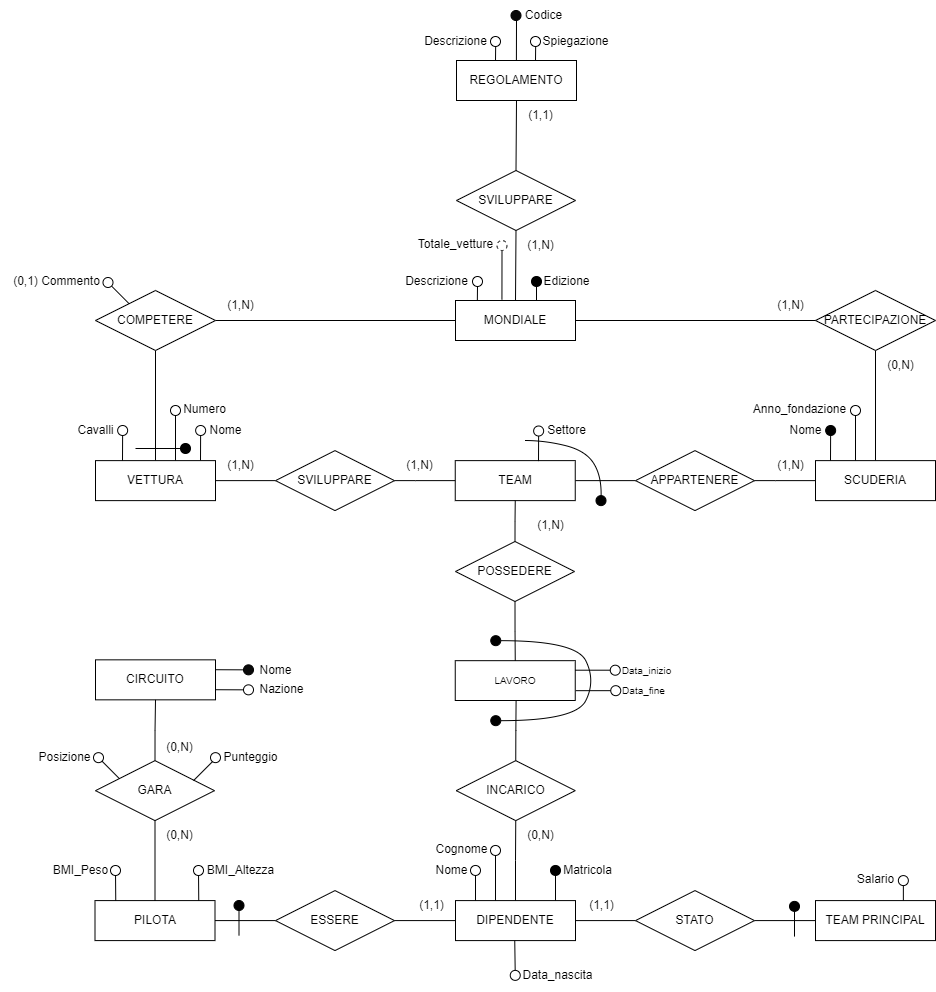 Codice
Descrizione
Spiegazione
REGOLAMENTO
(1,1)
SVILUPPARE
Totale_vetture
(1,N)
(0,1) Commento
Descrizione
Edizione
COMPETERE
(1,N)
MONDIALE
(1,N)
PARTECIPAZIONE
(0,N)
Cavalli
Numero
Nome
Settore
Anno_fondazione
Nome
VETTURA
(1,N)
SVILUPPARE
(1,N)
TEAM
APPARTENERE
(1,N)
SCUDERIA
(1,N)
POSSEDERE
CIRCUITO
Nome
Nazione
LAVORO
Data_inizio
Data_fine
(0,N)
Posizione
Punteggio
GARA
INCARICO
(0,N)
(0,N)
BMI_Peso
BMI_Altezza
Cognome
Nome
Matricola
Salario
PILOTA
ESSERE
(1,1)
DIPENDENTE
(1,1)
STATO
TEAM PRINCIPAL
Data_nascita